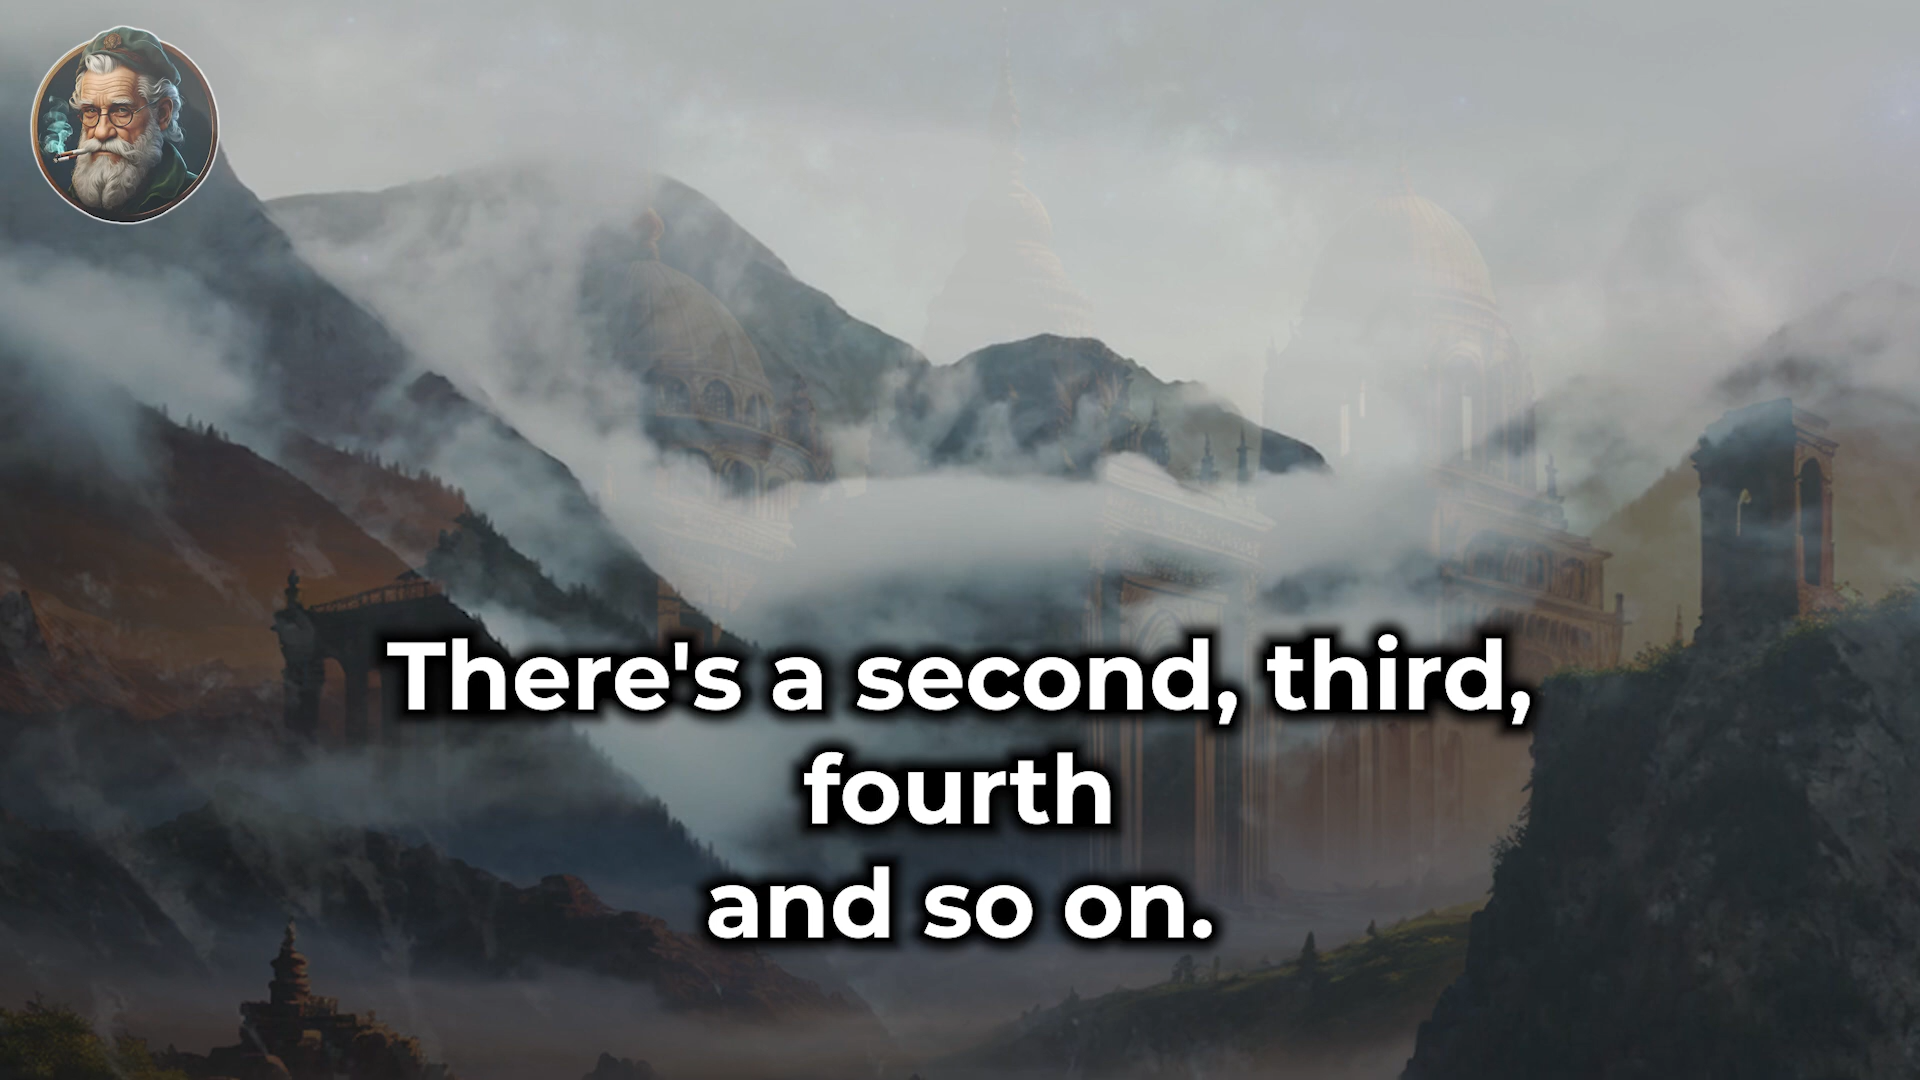 There's a second, third,
fourth
and so on.